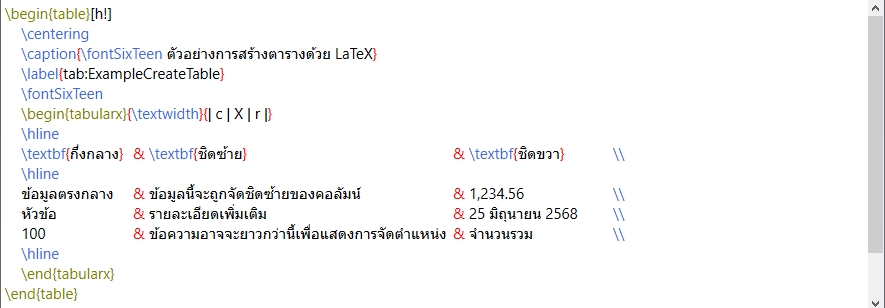 \begin{table}[h!]
\centering
\caption{\fontSixTeen ตัวอย่างการสร้างตารางด้วย LaTeX}
\label{tab:ExampleCreateTable}
\fontSixTeen
\begin{tabularx}{\textwidth}{| c | X | r |}
\hline
\textbf{กึ่งกลาง} & \textbf{ชิดซ้าย} & \textbf{ชิดขวา} \\
\hline
ข้อมูลตรงกลาง & ข้อมูลนี้จะถูกจัดชิดซ้ายของคอลัมน์ & 1,234.56 \\
หัวข้อ & รายละเอียดเพิ่มเติม & 25 มิถุนายน 2568 \\
100 & ข้อความอาจจะยาวกว่านี้เพื่อแสดงการจัดตำแหน่ง & จำนวนรวม \\
\hline
\end{tabularx}
\end{table}